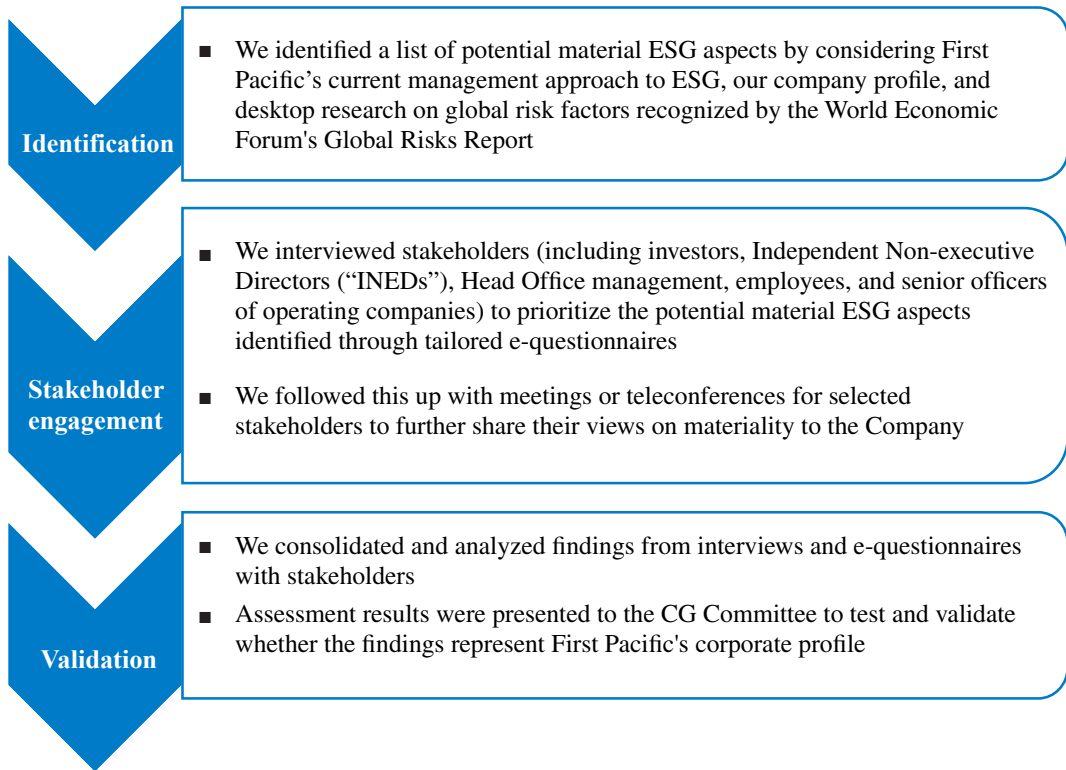 Identification
■ We identified a list of potential material ESG aspects by considering First
Pacific’s current management approach to ESG, our company profile, and
desktop research on global risk factors recognized by the World Economic
Forum's Global Risks Report
Stakeholder
engagement
■ We interviewed stakeholders (including investors, Independent Non-executive
Directors (“INEDs”), Head Office management, employees, and senior officers
of operating companies) to prioritize the potential material ESG aspects
identified through tailored e-questionnaires
■ We followed this up with meetings or teleconferences for selected
stakeholders to further share their views on materiality to the Company
Validation
■ We consolidated and analyzed findings from interviews and e-questionnaires
with stakeholders
■ Assessment results were presented to the CG Committee to test and validate
whether the findings represent First Pacific's corporate profile